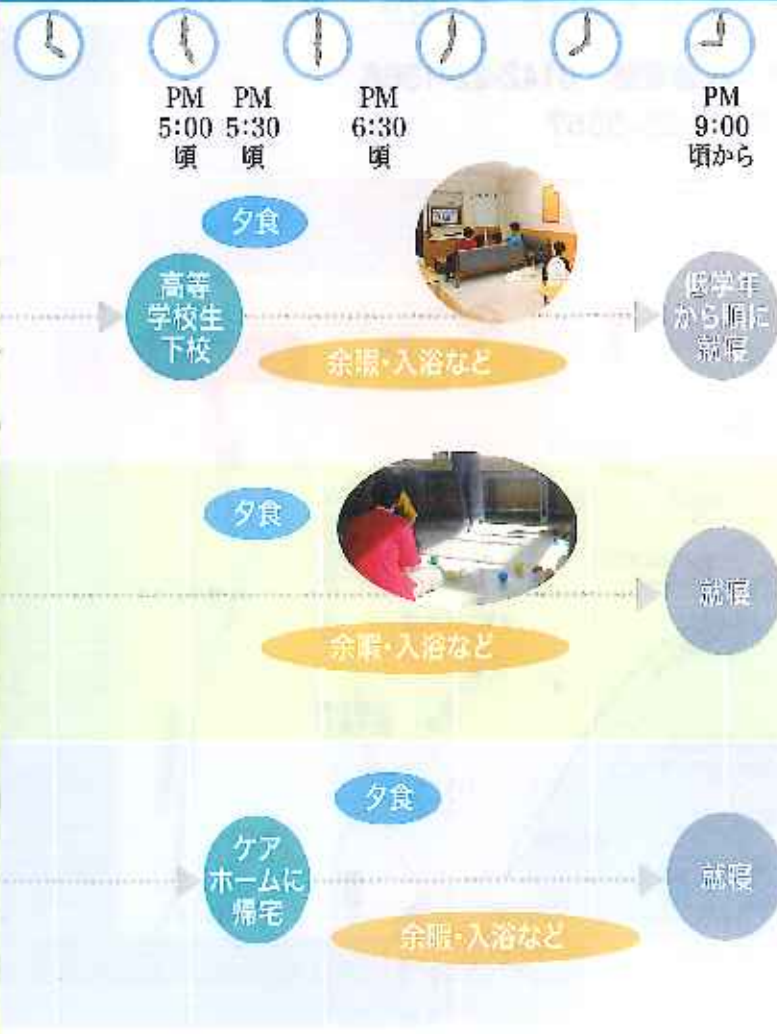 PM
5:00
頃
PM
5:30
頃
PM
6:30
頃
PM
9:00
頃から
夕食
高等
学校生
下校
低学年
から順に
就寝
余暇・入浴など
夕食
就寝
余暇・入浴など
夕食
ケア
ホームに
帰宅
就寝
余暇・入浴など